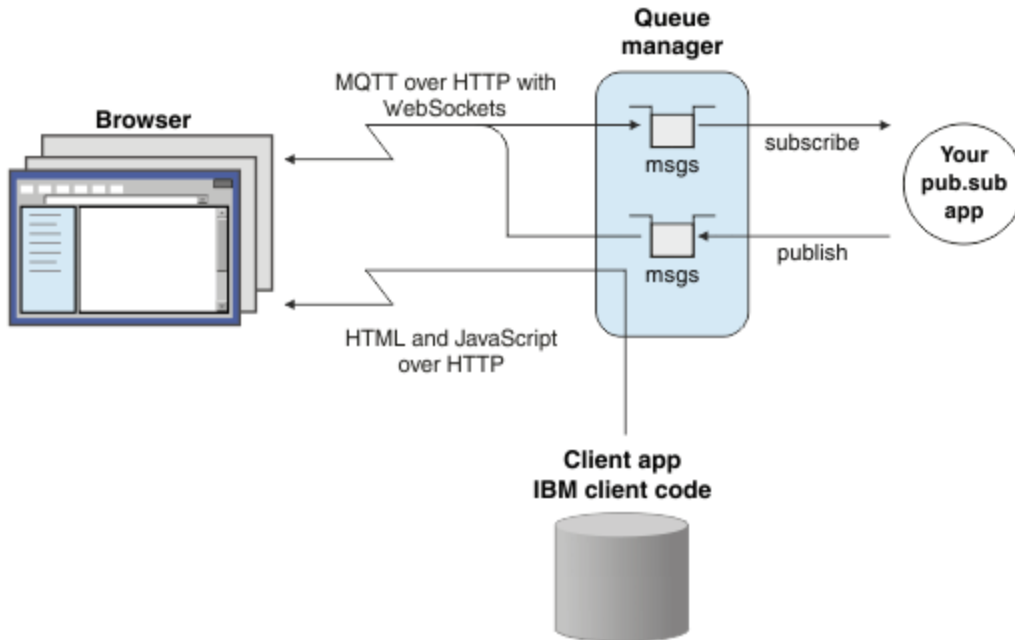 Queue
manager
MQTT over HTTP with
WebSockets
Browser
msgs
subscribe
Your
pub.sub
app
msgs
publish
HTML and JavaScript
over HTTP
Client app
IBM client code